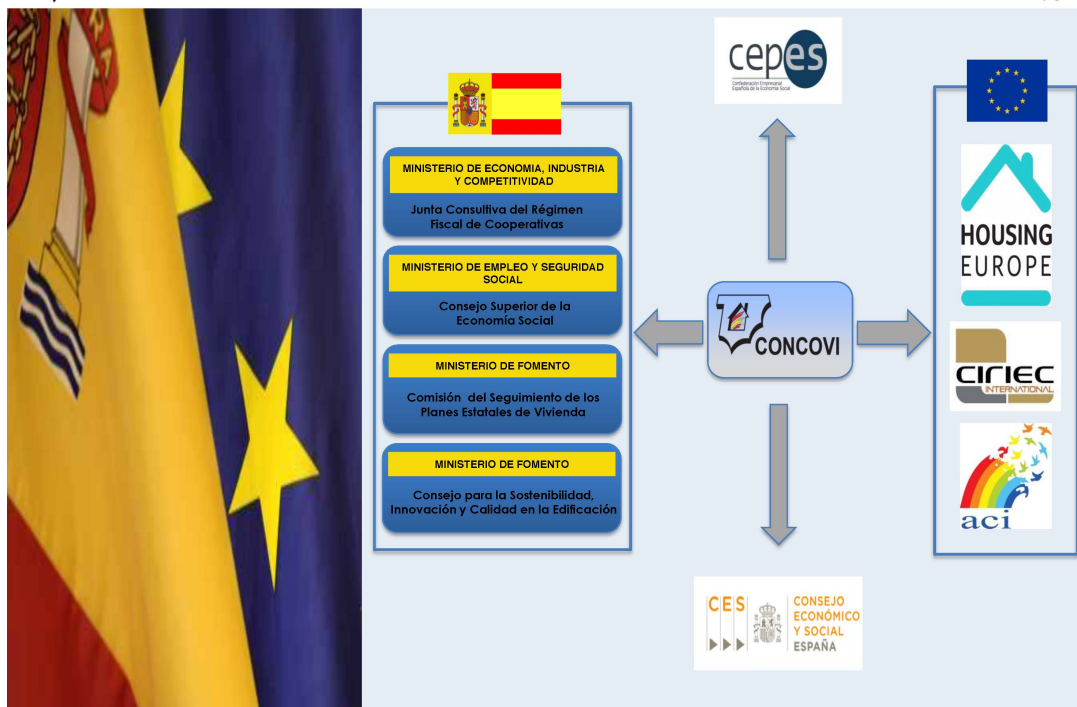 cepes
Confederación Empresarial
Española de la Economía Social
MINISTERIO DE ECONOMIA, INDUSTRIA
Y COMPETITIVIDAD
Junta Consultiva del Régimen
Fiscal de Cooperativas
MINISTERIO DE EMPLEO Y SEGURIDAD
SOCIAL
Consejo Superior de la
Economía Social
MINISTERIO DE FOMENTO
Comisión del Seguimiento de los
Planes Estatales de Vivienda
MINISTERIO DE FOMENTO
Consejo para la Sostenibilidad,
Innovación y Calidad en la Edificación
CONCOVI
HOUSING
EUROPE
CIRIEC
INTERNATIONAL
aci
CES
CONSEJO
ECONÓMICO
Y SOCIAL
ESPAÑA